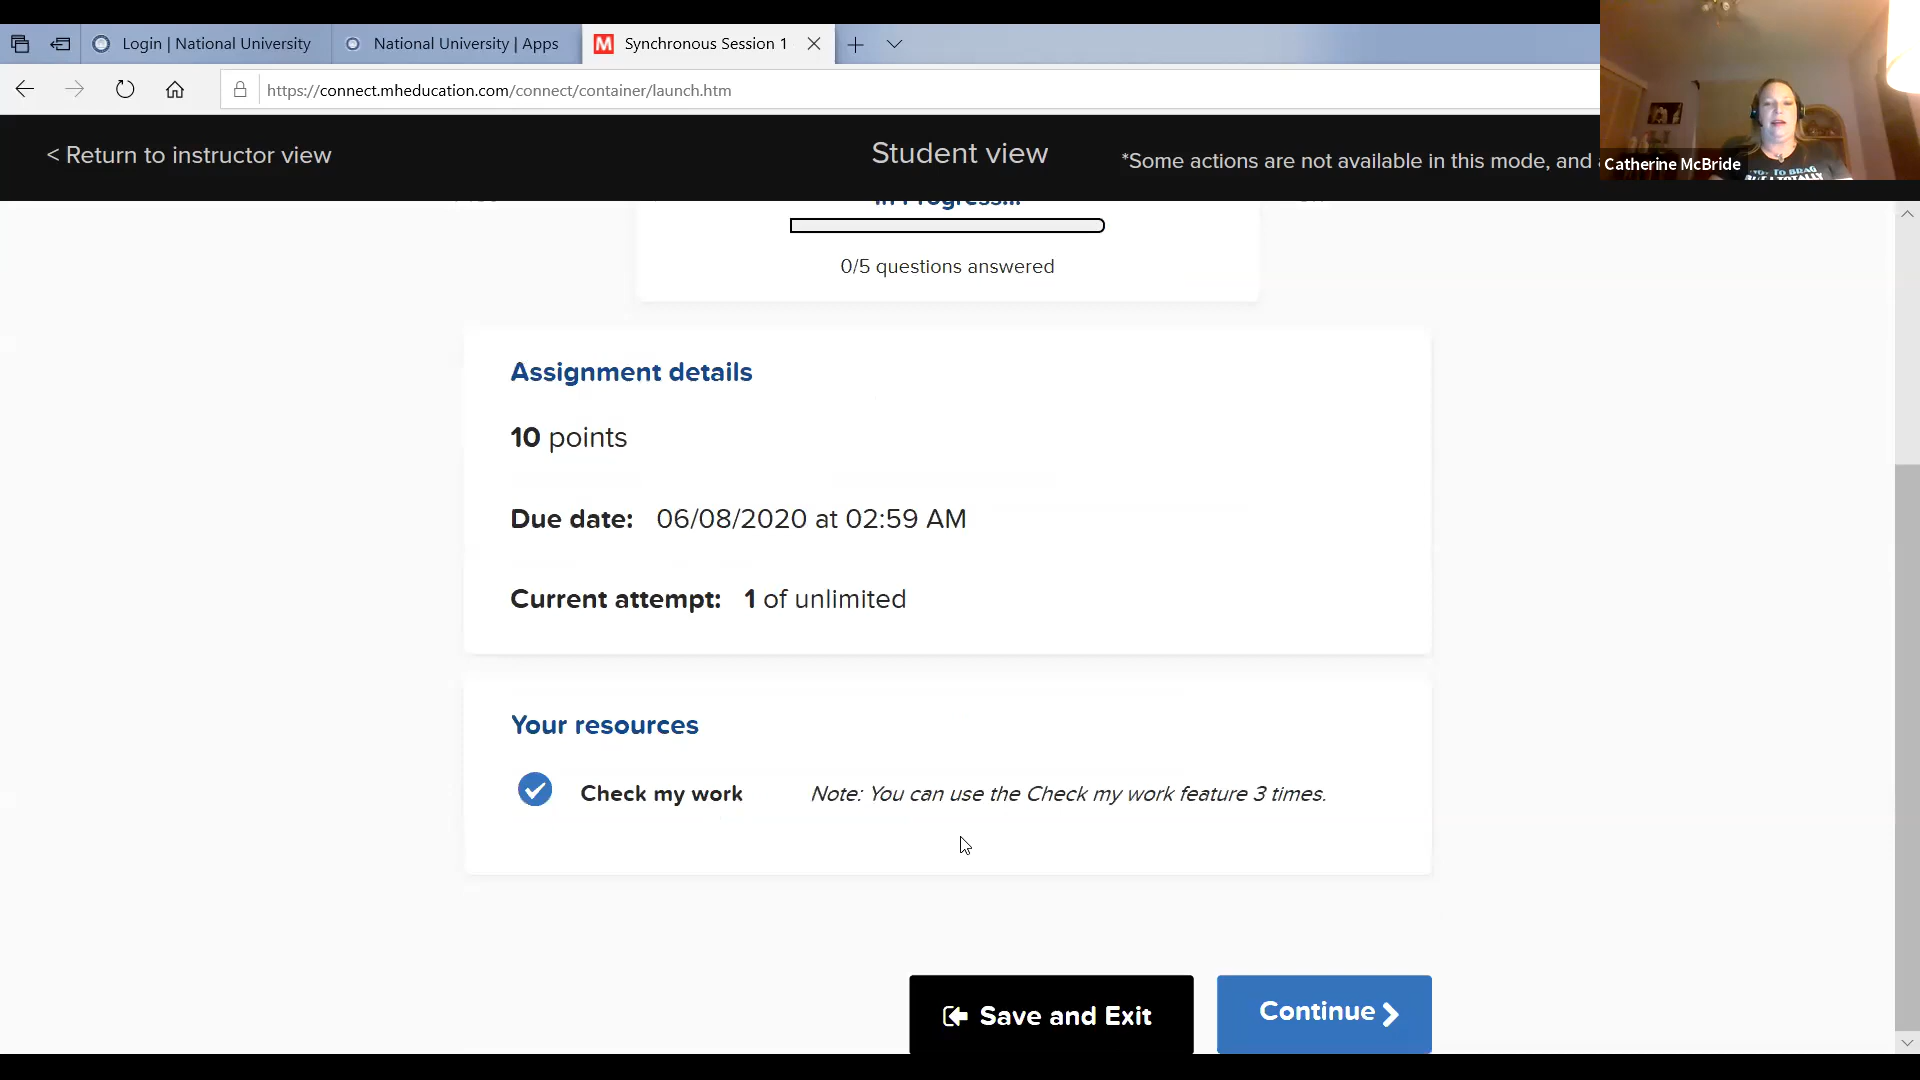 Login | National University
National University | Apps
Synchronous Session 1
https://connect.mheducation.com/connect/container/launch.htm
< Return to instructor view
Student view
*Some actions are not available in this mode, and
Catherine McBride
In Progress...
0/5 questions answered
Assignment details
10 points
Due date: 06/08/2020 at 02:59 AM
Current attempt: 1 of unlimited
Your resources
Check my work
Note: You can use the Check my work feature 3 times.
Save and Exit
Continue